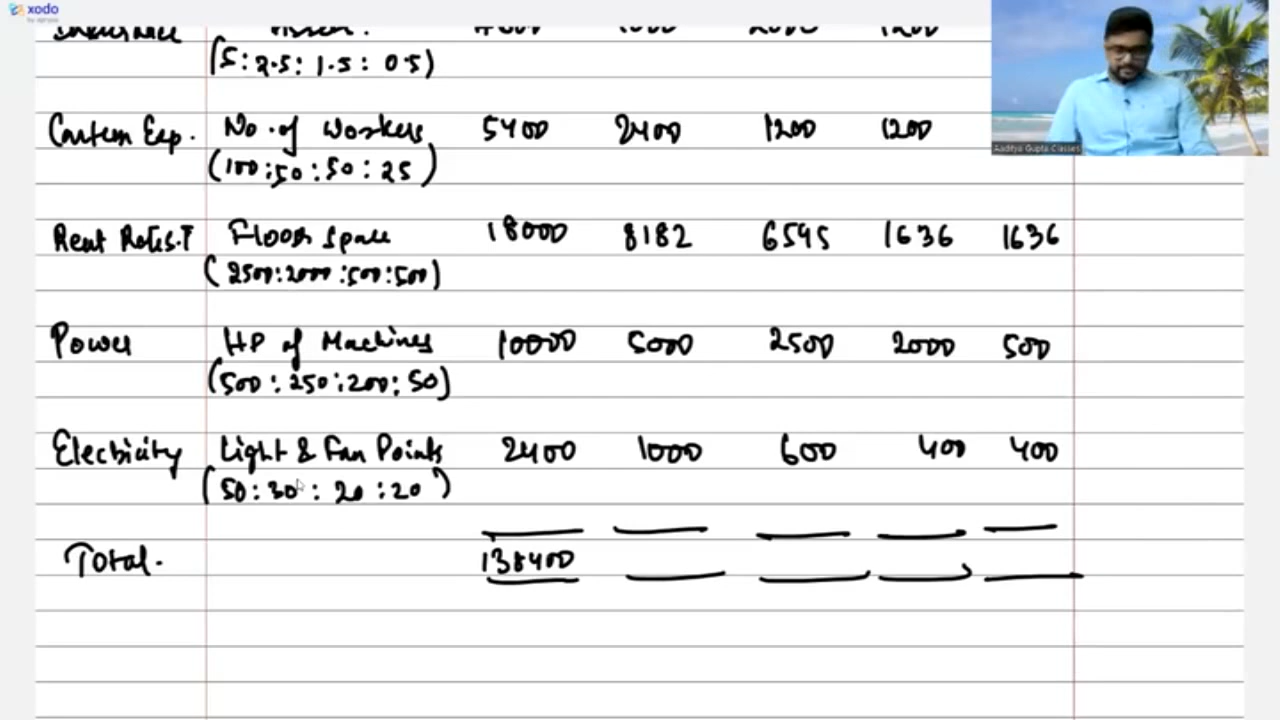 xodo
by apryse
(5:2.5:1.5:0.5)
Aaditya Gupta Classes
Canteen Exp. No. of Workers 5400 2400 1200 1200
(100:50:50:25)
Rent Rates.T Floor Space 18000 8182 6545 1636 1636
(2500:2000:500:500)
Power HP of Machines 10000 5000 2500 2000 500
(500:250:200:50)
Electricity Light & Fan Points 2400 1000 600 400 400
(50:30:20:20)
Total. 138400